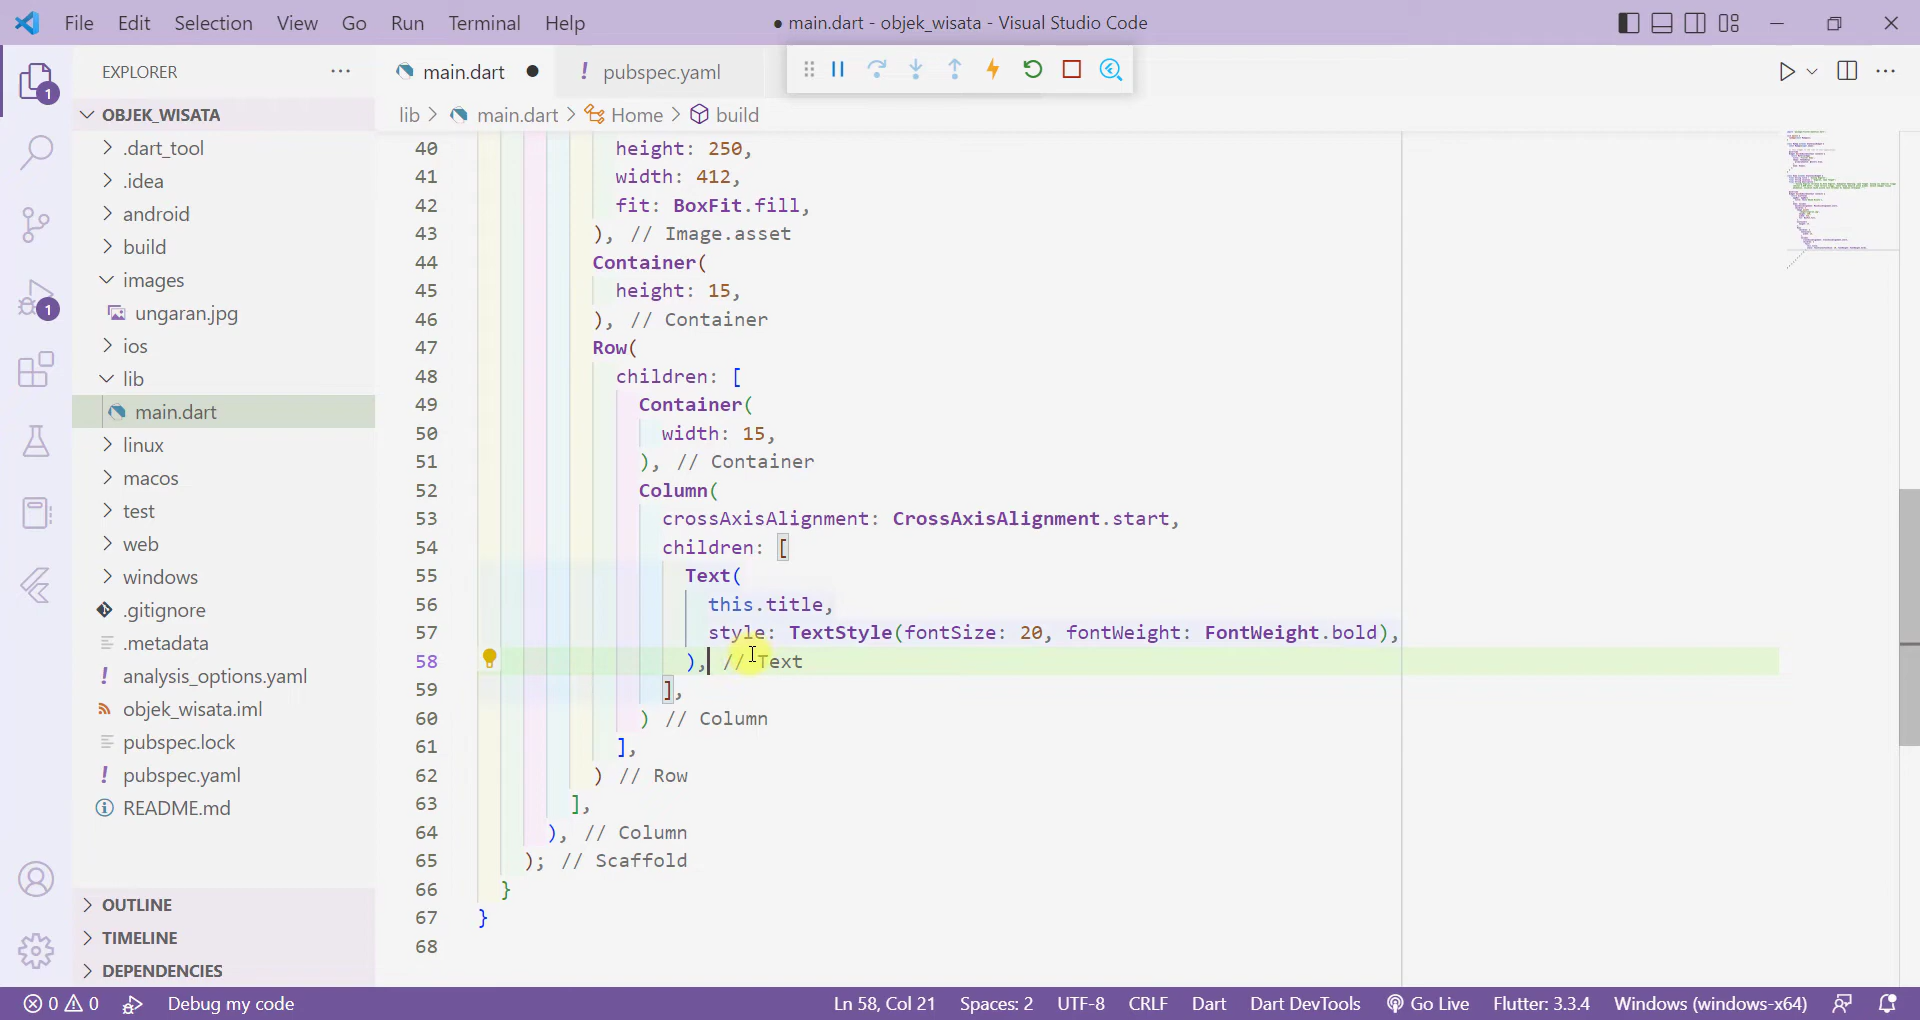 File Edit Selection View Go Run Terminal Help ● main.dart - objek_wisata - Visual Studio Code
EXPLORER
main.dart
! pubspec.yaml
1
OBJEK_WISATA
lib > main.dart > Home > build
.dart_tool
.idea
android
build
images
ungaran.jpg
1
ios
lib
main.dart
linux
macos
test
web
windows
.gitignore
.metadata
analysis_options.yaml
objek_wisata.iml
pubspec.lock
! pubspec.yaml
README.md
OUTLINE
TIMELINE
DEPENDENCIES
40 height: 250,
41 width: 412,
42 fit: BoxFit.fill,
43 ), // Image.asset
44 Container(
45 height: 15,
46 ), // Container
47 Row(
48 children: [
49 Container(
50 width: 15,
51 ), // Container
52 Column(
53 crossAxisAlignment: CrossAxisAlignment.start,
54 children: [
55 Text(
56 this.title,
57 style: TextStyle(fontSize: 20, fontWeight: FontWeight.bold),
58 ), // Text
59 ],
60 ) // Column
61 ],
62 ) // Row
63 ],
64 ), // Column
65 ); // Scaffold
66 }
67 }
68
0 0 Debug my code Ln 58, Col 21 Spaces: 2 UTF-8 CRLF Dart Dart DevTools Go Live Flutter: 3.3.4 Windows (windows-x64)